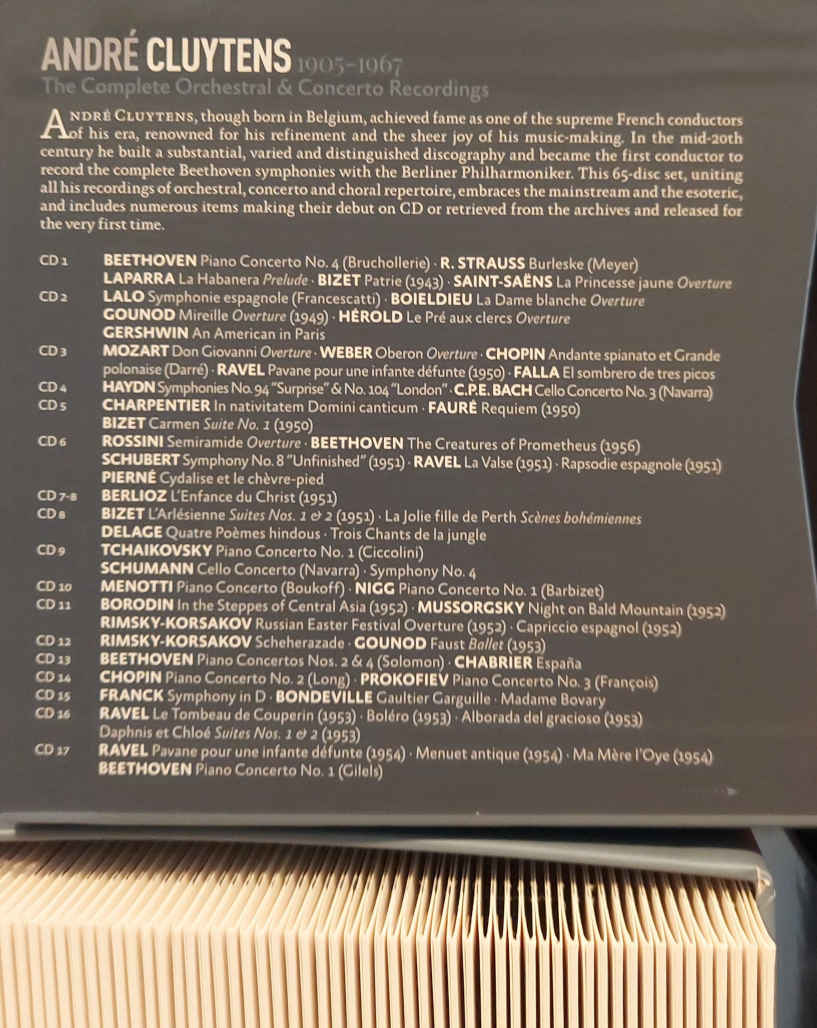 ANDRÉ CLUYTENS 1905–1967
The Complete Orchestral & Concerto Recordings
ANDRÉ CLUYTENS, though born in Belgium, achieved fame as one of the supreme French conductors
of his era, renowned for his refinement and the sheer joy of his music-making. In the mid-20th
century he built a substantial, varied and distinguished discography and became the first conductor to
record the complete Beethoven symphonies with the Berliner Philharmoniker. This 65-disc set, uniting
all his recordings of orchestral, concerto and choral repertoire, embraces the mainstream and the esoteric,
and includes numerous items making their debut on CD or retrieved from the archives and released for
the very first time.
CD 1 BEETHOVEN Piano Concerto No. 4 (Bruchollerie) · R. STRAUSS Burleske (Meyer)
LAPARRA La Habanera Prelude · BIZET Patrie (1943) · SAINT-SAËNS La Princesse jaune Overture
CD 2 LALO Symphonie espagnole (Francescatti) · BOIELDIEU La Dame blanche Overture
GOUNOD Mireille Overture (1949) · HÉROLD Le Pré aux clercs Overture
GERSHWIN An American in Paris
CD 3 MOZART Don Giovanni Overture · WEBER Oberon Overture · CHOPIN Andante spianato et Grande
polonaise (Darré) · RAVEL Pavane pour une infante défunte (1950) · FALLA El sombrero de tres picos
CD 4 HAYDN Symphonies No. 94 "Surprise" & No. 104 "London" · C.P.E. BACH Cello Concerto No. 3 (Navarra)
CD 5 CHARPENTIER In nativitatem Domini canticum · FAURÉ Requiem (1950)
BIZET Carmen Suite No. 1 (1950)
CD 6 ROSSINI Semiramide Overture · BEETHOVEN The Creatures of Prometheus (1956)
SCHUBERT Symphony No. 8 "Unfinished" (1951) · RAVEL La Valse (1951) · Rapsodie espagnole (1951)
PIERNÉ Cydalise et le chèvre-pied
CD 7-8 BERLIOZ L'Enfance du Christ (1951)
CD 8 BIZET L'Arlésienne Suites Nos. 1 & 2 (1951) · La Jolie fille de Perth Scènes bohémiennes
DELAGE Quatre Poèmes hindous · Trois Chants de la jungle
CD 9 TCHAIKOVSKY Piano Concerto No. 1 (Ciccolini)
SCHUMANN Cello Concerto (Navarra) · Symphony No. 4
CD 10 MENOTTI Piano Concerto (Boukoff) · NIGG Piano Concerto No. 1 (Barbizet)
CD 11 BORODIN In the Steppes of Central Asia (1952) · MUSSORGSKY Night on Bald Mountain (1952)
RIMSKY-KORSAKOV Russian Easter Festival Overture (1952) · Capriccio espagnol (1952)
CD 12 RIMSKY-KORSAKOV Scheherazade · GOUNOD Faust Ballet (1953)
CD 13 BEETHOVEN Piano Concertos Nos. 2 & 4 (Solomon) · CHABRIER España
CD 14 CHOPIN Piano Concerto No. 2 (Long) · PROKOFIEV Piano Concerto No. 3 (François)
CD 15 FRANCK Symphony in D · BONDEVILLE Gaultier Garguille · Madame Bovary
CD 16 RAVEL Le Tombeau de Couperin (1953) · Boléro (1953) · Alborada del gracioso (1953)
Daphnis et Chloé Suites Nos. 1 & 2 (1953)
CD 17 RAVEL Pavane pour une infante défunte (1954) · Menuet antique (1954) · Ma Mère l'Oye (1954)
BEETHOVEN Piano Concerto No. 1 (Gilels)